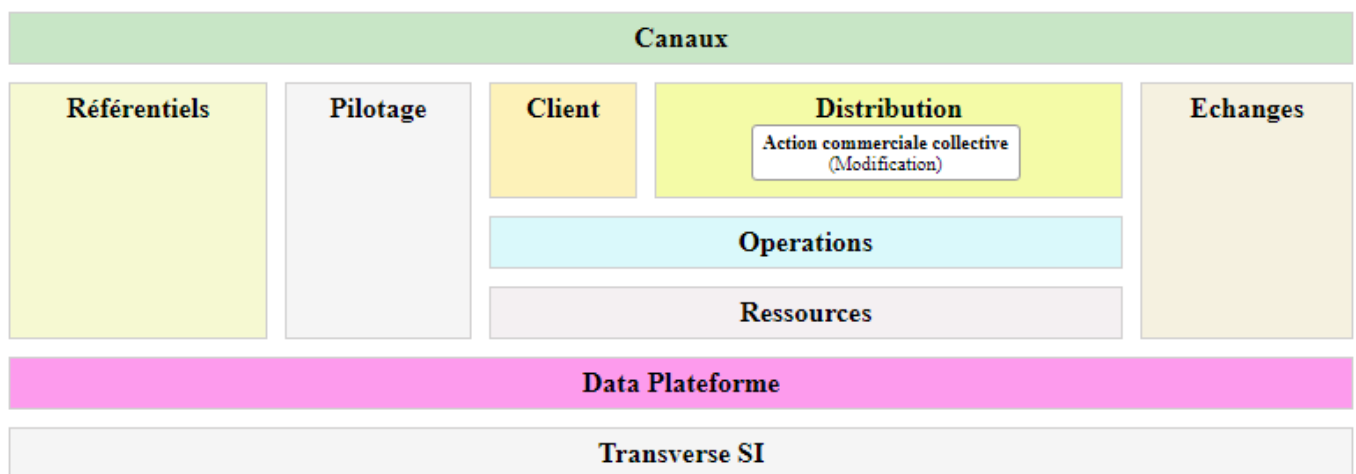 Canaux
Référentiels
Pilotage
Client
Distribution
Action commerciale collective
(Modification)
Echanges
Operations
Ressources
Data Plateforme
Transverse SI